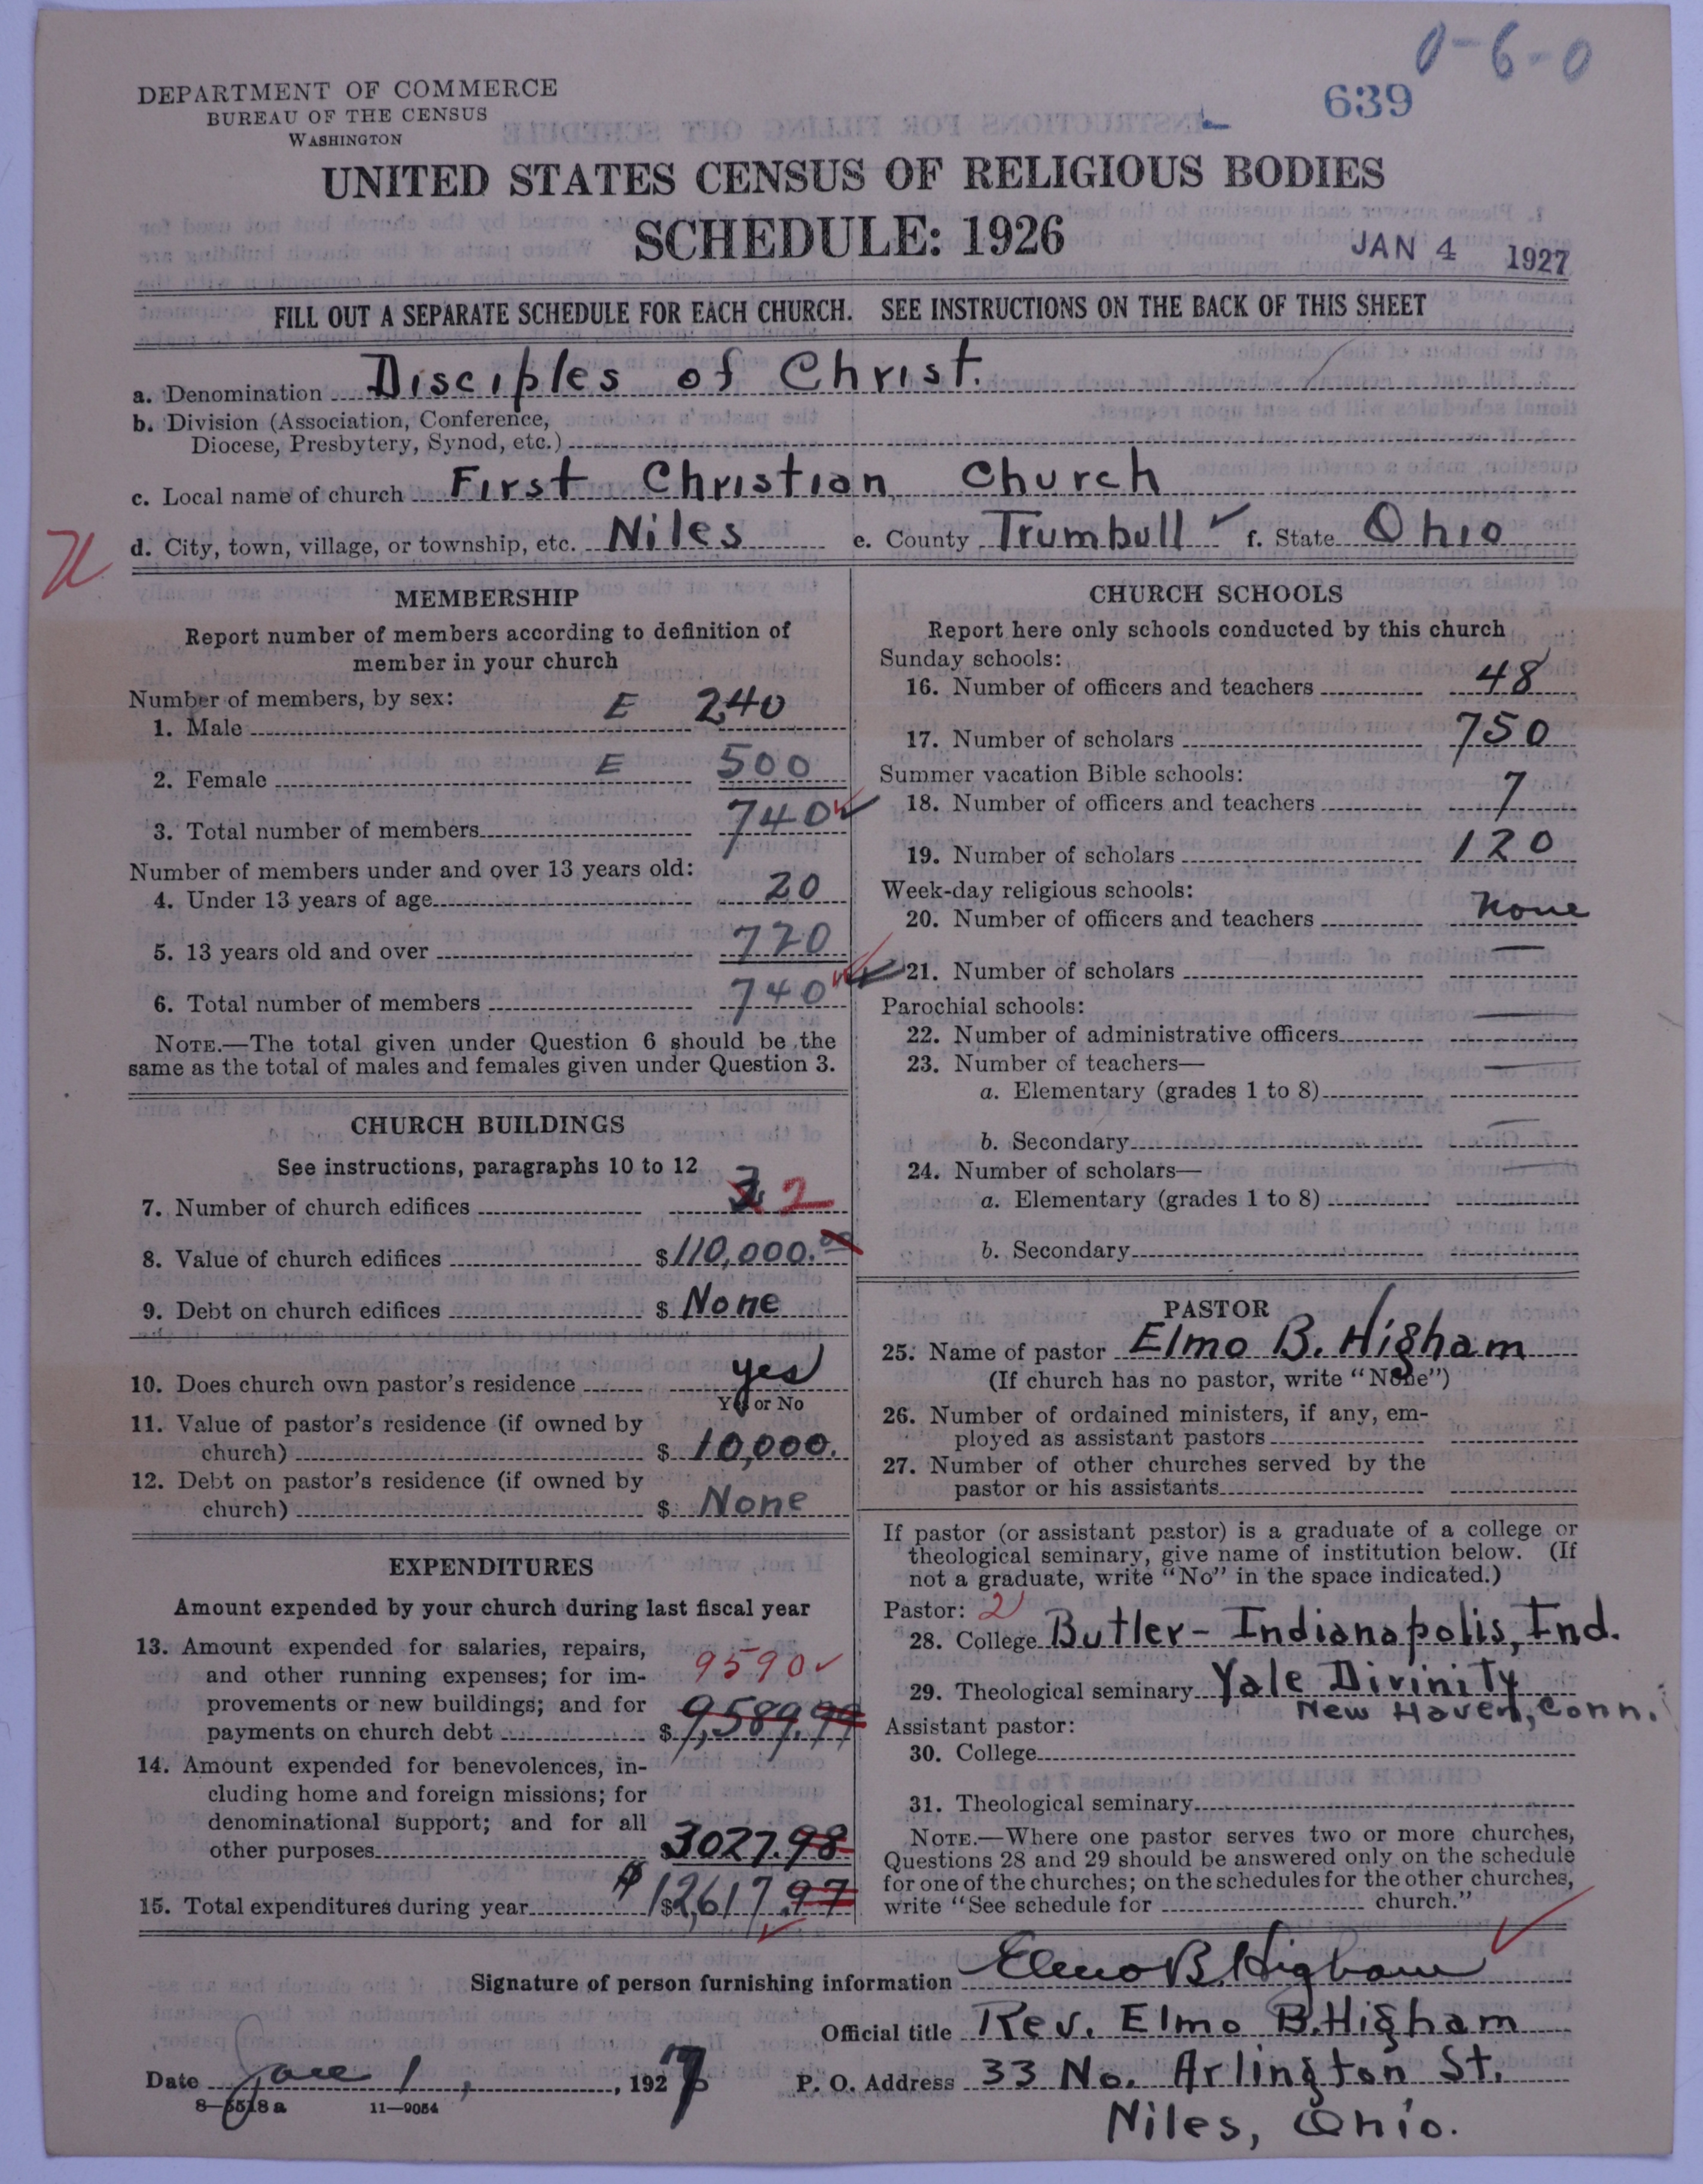 0-6-0
639
DEPARTMENT OF COMMERCE
BUREAU OF THE CENSUS
WASHINGTON
UNITED STATES CENSUS OF RELIGIOUS BODIES
SCHEDULE: 1926
JAN 4 1927
FILL OUT A SEPARATE SCHEDULE FOR EACH CHURCH. SEE INSTRUCTIONS ON THE BACK OF THIS SHEET
a. Denomination Disciples of Christ.
b. Division (Association, Conference,
Diocese, Presbytery, Synod, etc.)
c. Local name of church First Christian Church
d. City, town, village, or township, etc. Niles e. County Trumbull ✓ f. State Ohio
MEMBERSHIP
Report number of members according to definition of
member in your church
Number of members, by sex:
1. Male E 240
2. Female E 500
3. Total number of members 740 ✓
Number of members under and over 13 years old:
4. Under 13 years of age 20
5. 13 years old and over 720
6. Total number of members 740 ✓
NOTE.—The total given under Question 6 should be the
same as the total of males and females given under Question 3.
CHURCH BUILDINGS
See instructions, paragraphs 10 to 12
7. Number of church edifices 2
8. Value of church edifices $110,000.00
9. Debt on church edifices $ None
10. Does church own pastor's residence yes
Yes or No
11. Value of pastor's residence (if owned by
church) $ 10,000.
12. Debt on pastor's residence (if owned by
church) $ None
EXPENDITURES
Amount expended by your church during last fiscal year
13. Amount expended for salaries, repairs,
and other running expenses; for im-
9590 ✓
provements or new buildings; and for
payments on church debt $ 9,589.99
14. Amount expended for benevolences, in-
cluding home and foreign missions; for
denominational support; and for all
other purposes 3027.98
15. Total expenditures during year $ $12,617.97
CHURCH SCHOOLS
Report here only schools conducted by this church
Sunday schools:
16. Number of officers and teachers 48
17. Number of scholars 750
Summer vacation Bible schools:
18. Number of officers and teachers 7
19. Number of scholars 120
Week-day religious schools:
20. Number of officers and teachers None
21. Number of scholars —
Parochial schools:
22. Number of administrative officers —
23. Number of teachers—
a. Elementary (grades 1 to 8) —
b. Secondary —
24. Number of scholars—
a. Elementary (grades 1 to 8) —
b. Secondary
PASTOR
25. Name of pastor Elmo B. Higham
(If church has no pastor, write "None")
26. Number of ordained ministers, if any, em-
ployed as assistant pastors
27. Number of other churches served by the
pastor or his assistants
If pastor (or assistant pastor) is a graduate of a college or
theological seminary, give name of institution below. (If
not a graduate, write "No" in the space indicated.)
Pastor: 2
28. College Butler - Indianapolis, Ind.
29. Theological seminary Yale Divinity
New Haven, Conn.
Assistant pastor:
30. College
31. Theological seminary
NOTE.—Where one pastor serves two or more churches,
Questions 28 and 29 should be answered only on the schedule
for one of the churches; on the schedules for the other churches,
write "See schedule for church."
Signature of person furnishing information Elmo B. Higham
Official title Rev. Elmo B. Higham
Date Jan 1, 1927
P. O. Address 33 No. Arlington St.
Niles, Ohio.
8—5518 a 11—9054